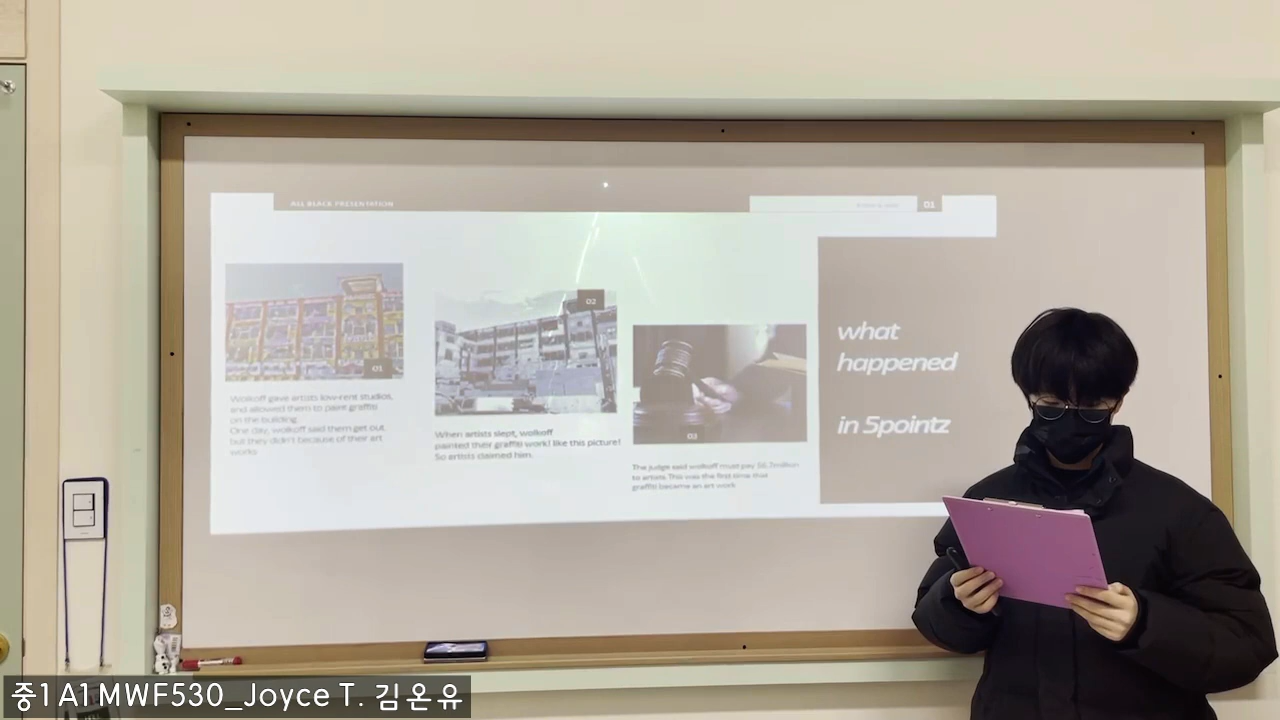 ALL BLACK PRESENTATION
01
01
Wolkoff gave artists low-rent studios,
and allowed them to paint graffiti
on the building.
One day, wolkoff said them get out,
but they didn't because of their art
works.
02
When artists slept, wolkoff
painted their graffiti work! like this picture!
So artists claimed him.
03
The judge said wolkoff must pay $6.7million
to artists. This was the first time that
graffiti became an art work
what
happened
in 5pointz
중1 A1 MWF530_Joyce T. 김온유